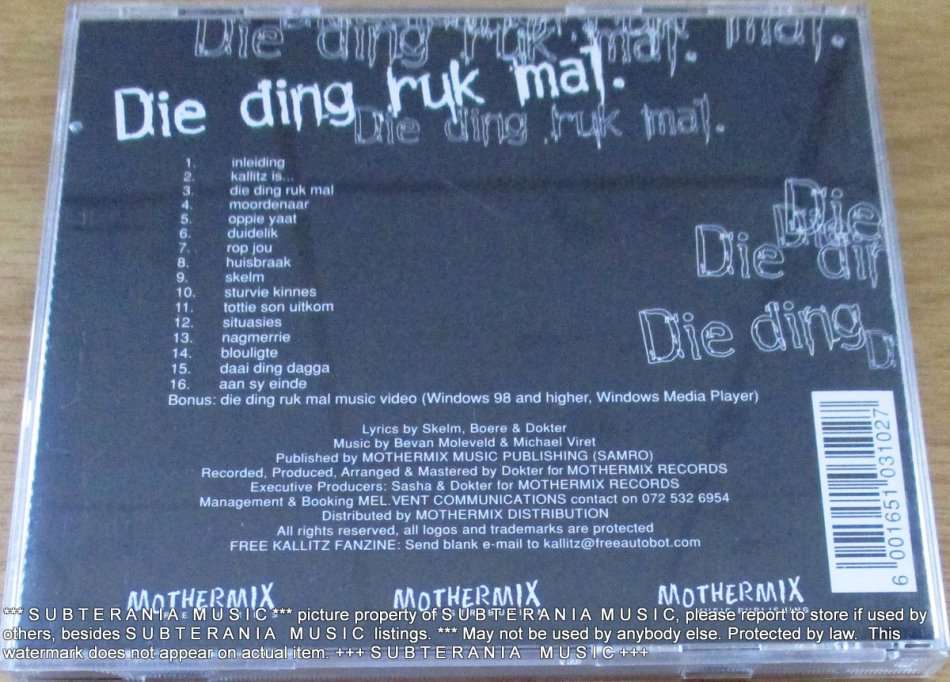 Die ding ruk mal. mal.
Die ding ruk mal.
Die ding ruk mal.
Die
Die
Die dir
Die ding
D.
1. inleiding
2. kallitz is...
3. die ding ruk mal
4. moordenaar
5. oppie yaat
6. duidelik
7. rop jou
8. huisbraak
9. skelm
10. sturvie kinnes
11. tottie son uitkom
12. situasies
13. nagmerrie
14. blouligte
15. daai ding dagga
16. aan sy einde
Bonus: die ding ruk mal music video (Windows 98 and higher, Windows Media Player)
Lyrics by Skelm, Boere & Dokter
Music by Bevan Moleveld & Michael Viret
Published by MOTHERMIX MUSIC PUBLISHING (SAMRO)
Recorded, Produced, Arranged & Mastered by Dokter for MOTHERMIX RECORDS
Executive Producers: Sasha & Dokter for MOTHERMIX RECORDS
Management & Booking MEL.VENT COMMUNICATIONS contact on 072 532 6954
Distributed by MOTHERMIX DISTRIBUTION
All rights reserved, all logos and trademarks are protected
FREE KALLITZ FANZINE: Send blank e-mail to kallitz@freeautobot.com
6 001651 031027
MOTHERMIX MOTHERMIX MOTHERMIX
MUSIC PUBLISHING
*** S U B T E R A N I A M U S I C *** picture property of S U B T E R A N I A M U S I C, please report to store if used by
others, besides S U B T E R A N I A M U S I C listings. *** May not be used by anybody else. Protected by law. This
watermark does not appear on actual item. +++ S U B T E R A N I A M U S I C +++